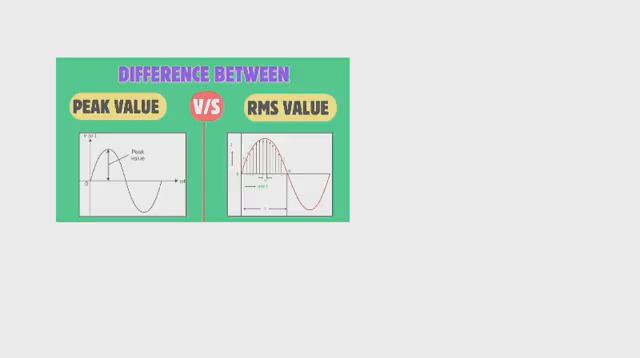 DIFFERENCE BETWEEN
PEAK VALUE
V/S
RMS VALUE
Peak
value